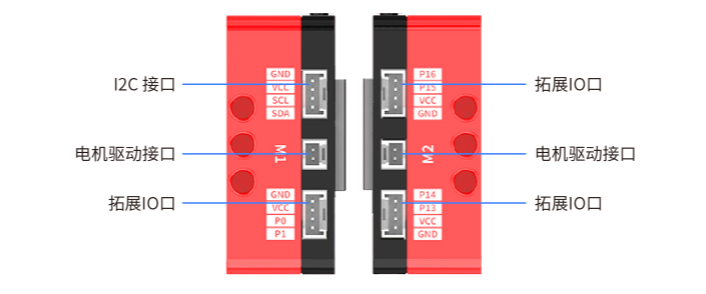 I2C 接口
电机驱动接口
拓展IO口
GND
VCC
SCL
SDA
M1
GND
VCC
P0
P1
P16
P15
VCC
GND
M2
P14
P13
VCC
GND
拓展IO口
电机驱动接口
拓展IO口